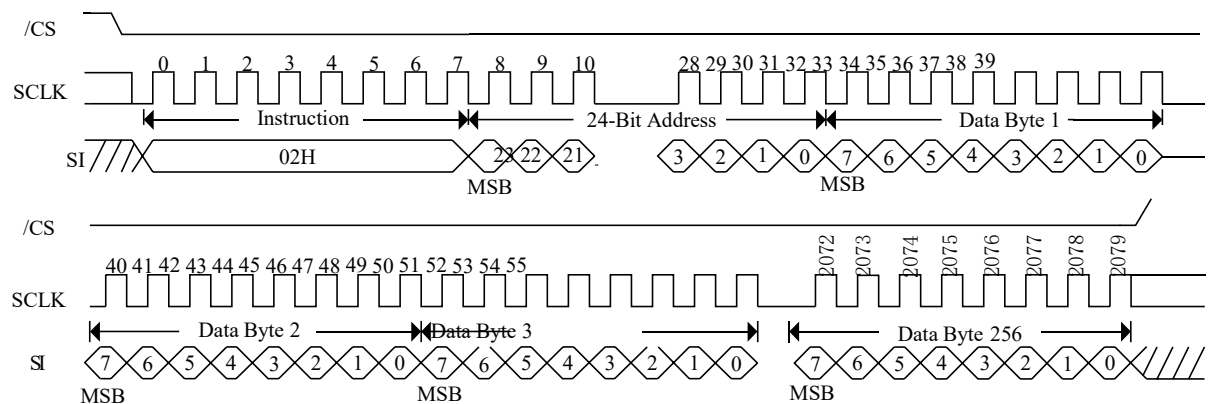 /CS
0 1 2 3 4 5 6 7 8 9 10 28 29 30 31 32 33 34 35 36 37 38 39
SCLK
Instruction 24-Bit Address Data Byte 1
SI 02H 23 22 21 3 2 1 0 7 6 5 4 3 2 1 0
MSB MSB
/CS
40 41 42 43 44 45 46 47 48 49 50 51 52 53 54 55 2072 2073 2074 2075 2076 2077 2078 2079
SCLK
Data Byte 2 Data Byte 3 Data Byte 256
SI 7 6 5 4 3 2 1 0 7 6 5 4 3 2 1 0 7 6 5 4 3 2 1 0
MSB MSB MSB